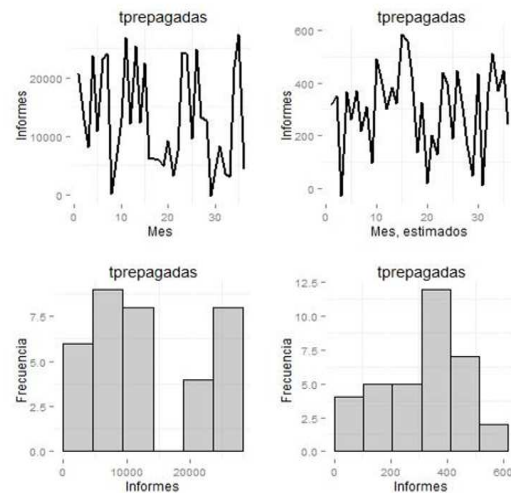 tprepagadas
20000
10000
0
Informes
0 10 20 30
Mes
tprepagadas
600
400
200
0
Informes
0 10 20 30
Mes, estimados
tprepagadas
7.5
5.0
2.5
0.0
Frecuencia
0 10000 20000
Informes
tprepagadas
12.5
10.0
7.5
5.0
2.5
0.0
Frecuencia
0 200 400 600
Informes